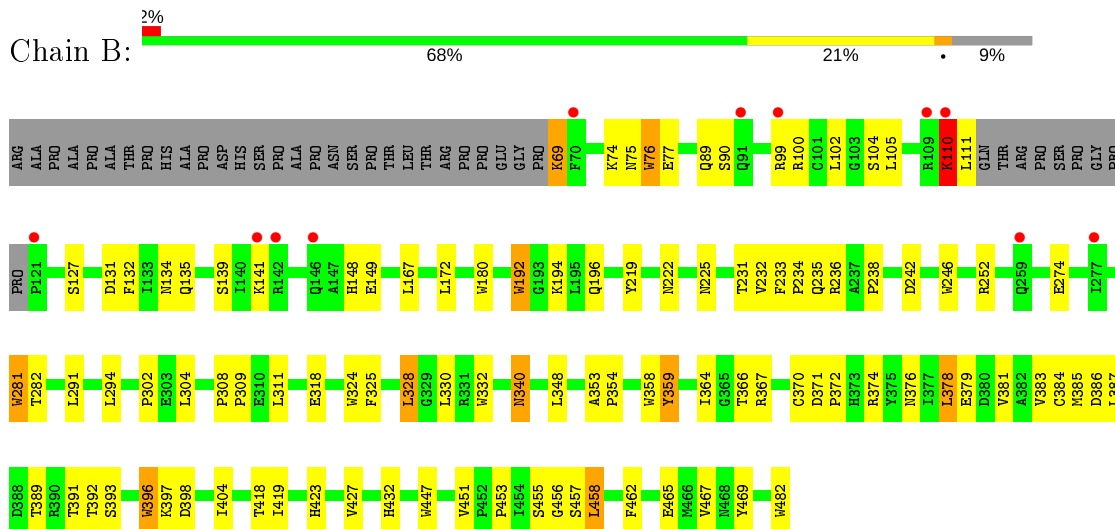 2%
Chain B:
68% 21% • 9%
ARG ALA PRO ALA PRO ALA THR PRO HIS ALA PRO ASP HIS SER PRO ALA PRO ASN SER PRO THR LEU THR ARG PRO PRO GLU GLY PRO K69 F70 K74 N75 W76 E77 Q89 S90 Q91 R99 R100 C101 L102 G103 S104 L105 R109 K110 L111 GLN THR ARG PRO SER PRO GLY PRO
PRO P121 S127 D131 F132 I133 N134 Q135 S139 I140 K141 R142 Q146 A147 H148 E149 L167 L172 W180 W192 G193 K194 L195 Q196 Y219 N222 N225 T231 V232 F233 P234 Q235 R236 A237 P238 D242 W246 R252 Q259 E274 I277
W281 T282 L291 L294 P302 E303 L304 P308 P309 E310 L311 E318 W324 F325 L328 G329 L330 R331 W332 N340 L348 A353 P354 W358 Y359 I364 G365 T366 R367 C370 D371 P372 H373 R374 Y375 N376 I377 L378 E379 D380 V381 A382 V383 C384 M385 D386 L387
D388 T389 R390 T391 T392 S393 W396 K397 D398 I404 T418 I419 H423 V427 H432 W447 V451 P452 P453 I454 S455 G456 S457 L458 F462 E465 M466 V467 N468 Y469 W482